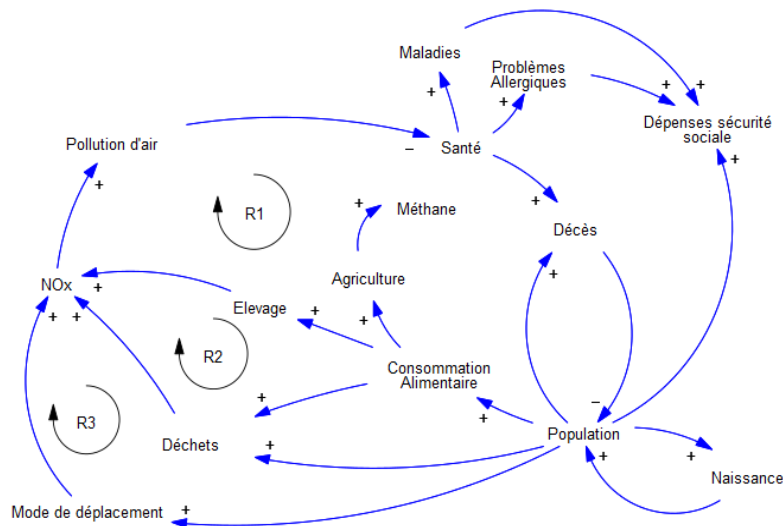 Maladies
Problèmes
Allergiques
+
+
+
+
Dépenses sécurité
sociale
+
Pollution d'air
−
Santé
+
+
R1
+
Méthane
+
Décès
+
NOx
+
Agriculture
+
+
Elevage
+
+
R2
Consommation
Alimentaire
+
−
R3
+
Déchets
+
Population
+
+
Naissance
Mode de déplacement
+